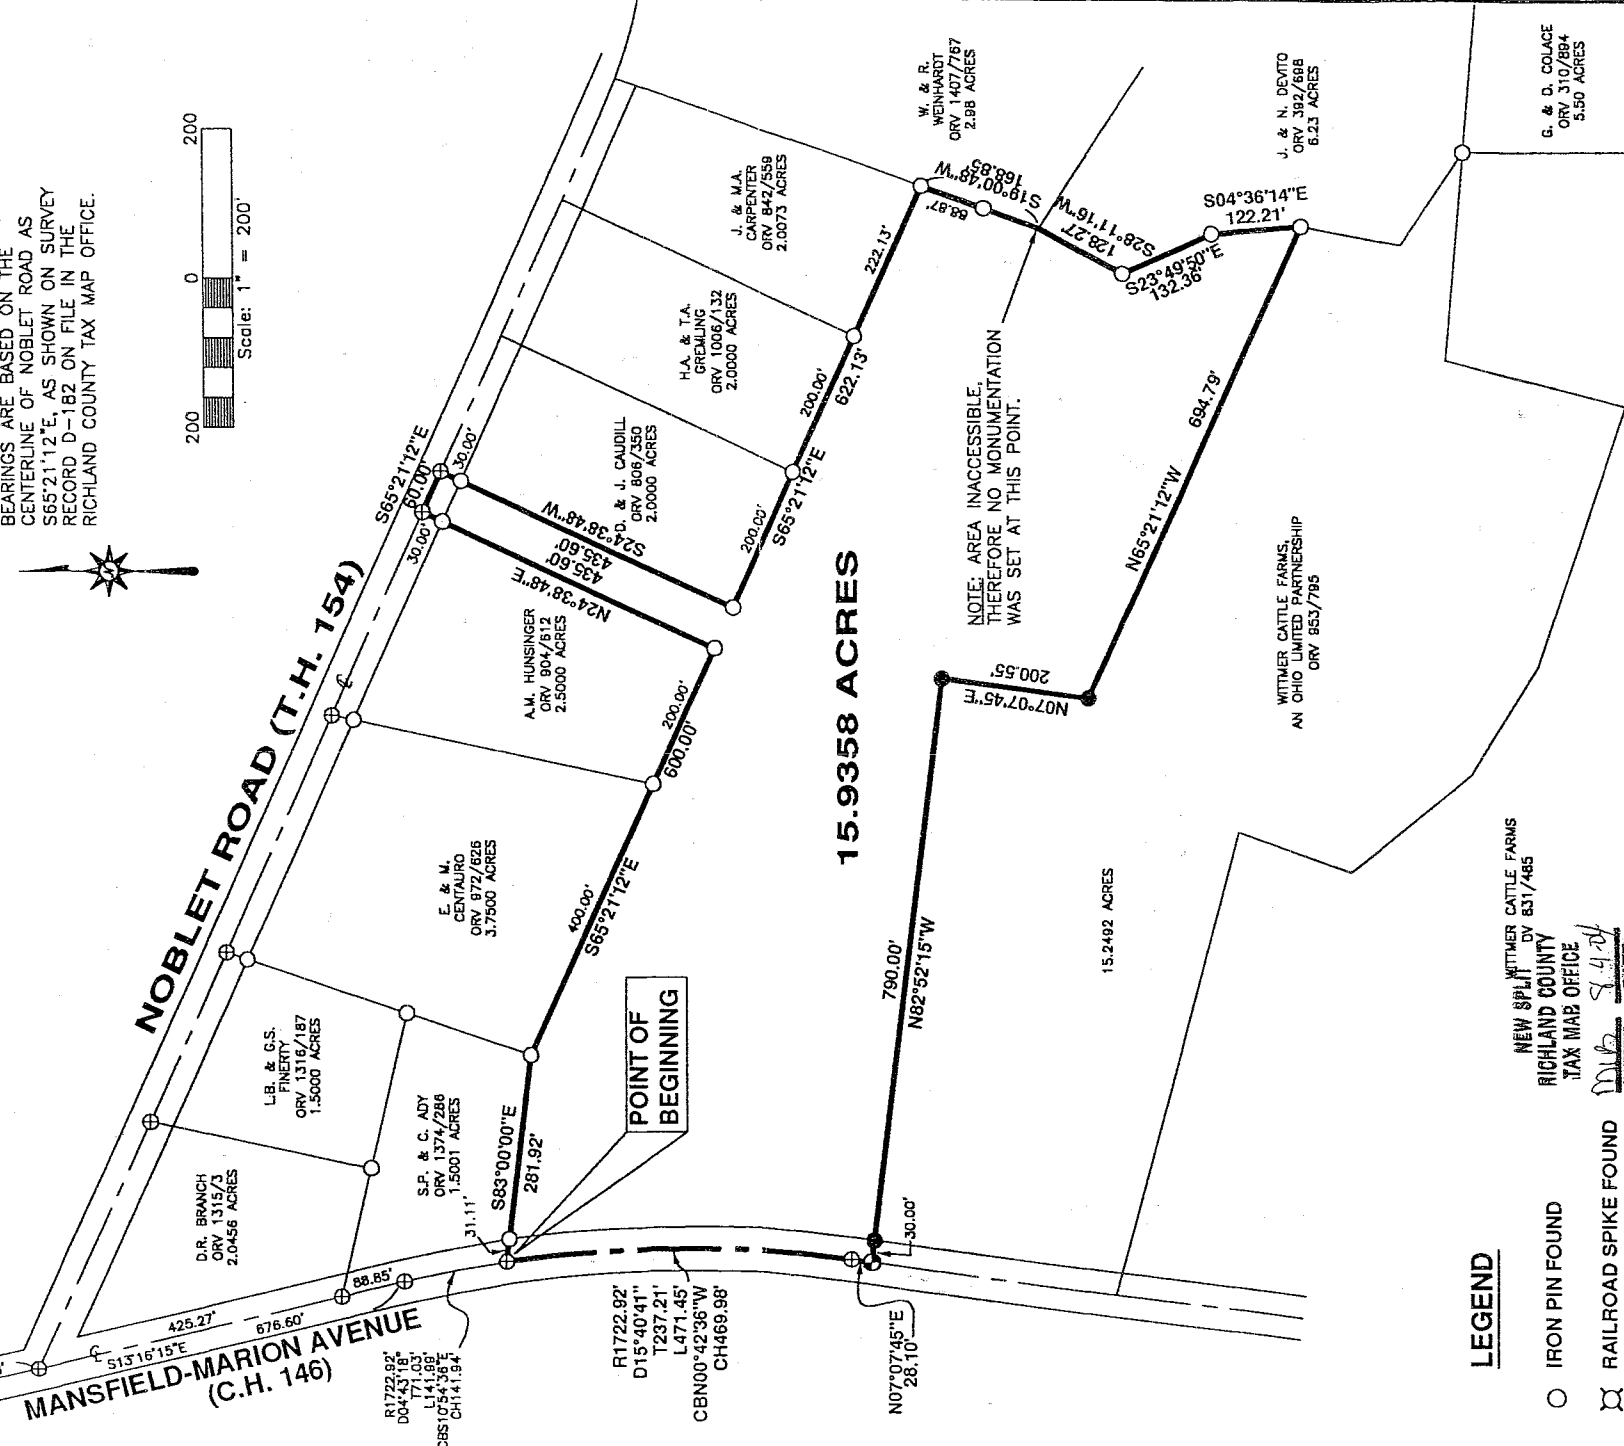 BEARINGS ARE BASED ON THE
CENTERLINE OF NOBLET ROAD AS
S65°21'12"E, AS SHOWN ON SURVEY
RECORD D-182 ON FILE IN THE
RICHLAND COUNTY TAX MAP OFFICE.
200
0
200
Scale: 1" = 200'
NOBLET ROAD (T.H. 154)
S65°21'12"E
60.00'
30.00'
30.00'
W. & R.
WEINHARDT
ORV 1407/767
2.98 ACRES
J. & M.A.
CARPENTER
ORV 842/559
2.0073 ACRES
H.A. & T.A.
GREMLING
ORV 1006/132
2.0000 ACRES
D. & J. CAUDILL
ORV 806/350
2.0000 ACRES
S24°38'48"W
435.60'
435.60'
N24°38'48"E
A.M. HUNSINGER
ORV 904/612
2.5000 ACRES
E. & M.
CENTAURO
ORV 972/626
3.7500 ACRES
L.B. & G.S.
FINERTY
ORV 1316/187
1.5000 ACRES
D.R. BRANCH
ORV 1315/3
2.0456 ACRES
S.P. & C. ADY
ORV 1374/286
1.5001 ACRES
J. & N. DEVITO
ORV 392/698
6.23 ACRES
G. & D. COLACE
ORV 310/894
5.50 ACRES
222.13'
200.00'
622.13'
200.00'
S65°21'12"E
200.00'
600.00'
400.00'
S65°21'12"E
S83°00'00"E
281.92'
31.11'
S19°00'48"W
168.85'
68.87'
S28°11'16"W
128.27'
S23°49'50"E
132.36'
S04°36'14"E
122.21'
694.79'
N65°21'12"W
200.55'
N07°07'45"E
790.00'
N82°52'15"W
30.00'
N07°07'45"E
28.10'
15.9358 ACRES
NOTE: AREA INACCESSIBLE,
THEREFORE NO MONUMENTATION
WAS SET AT THIS POINT.
POINT OF
BEGINNING
WITTMER CATTLE FARMS,
AN OHIO LIMITED PARTNERSHIP
ORV 953/795
15.2492 ACRES
MANSFIELD-MARION AVENUE
(C.H. 146)
425.27'
S13°16'15"E
676.60'
88.85'
R1722.92'
D04°43'18"
T71.03'
L141.99'
CBS10°54'36"E
CH141.94'
R1722.92'
D15°40'41"
T237.21'
L471.45'
CBN00°42'36"W
CH469.98'
WITTMER CATTLE FARMS
DV 831/485
NEW SPLIT
RICHLAND COUNTY
TAX MAP OFFICE
8-4-04
LEGEND
IRON PIN FOUND
RAILROAD SPIKE FOUND